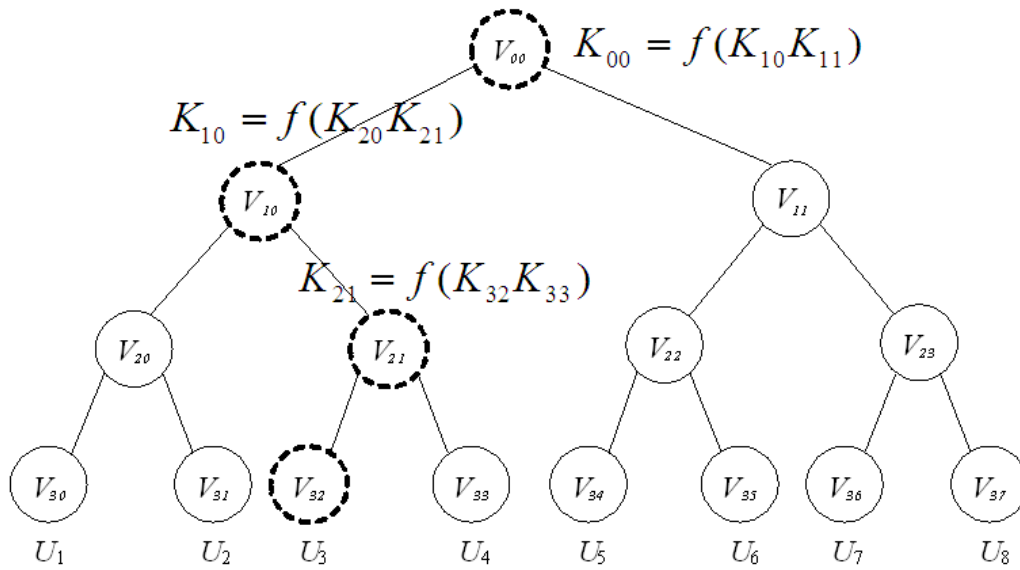 V₀₀ K₀₀ = f(K₁₀K₁₁)
K₁₀ = f(K₂₀K₂₁)
V₁₀ V₁₁
K₂₁ = f(K₃₂K₃₃)
V₂₀ V₂₁ V₂₂ V₂₃
V₃₀ V₃₁ V₃₂ V₃₃ V₃₄ V₃₅ V₃₆ V₃₇
U₁ U₂ U₃ U₄ U₅ U₆ U₇ U₈